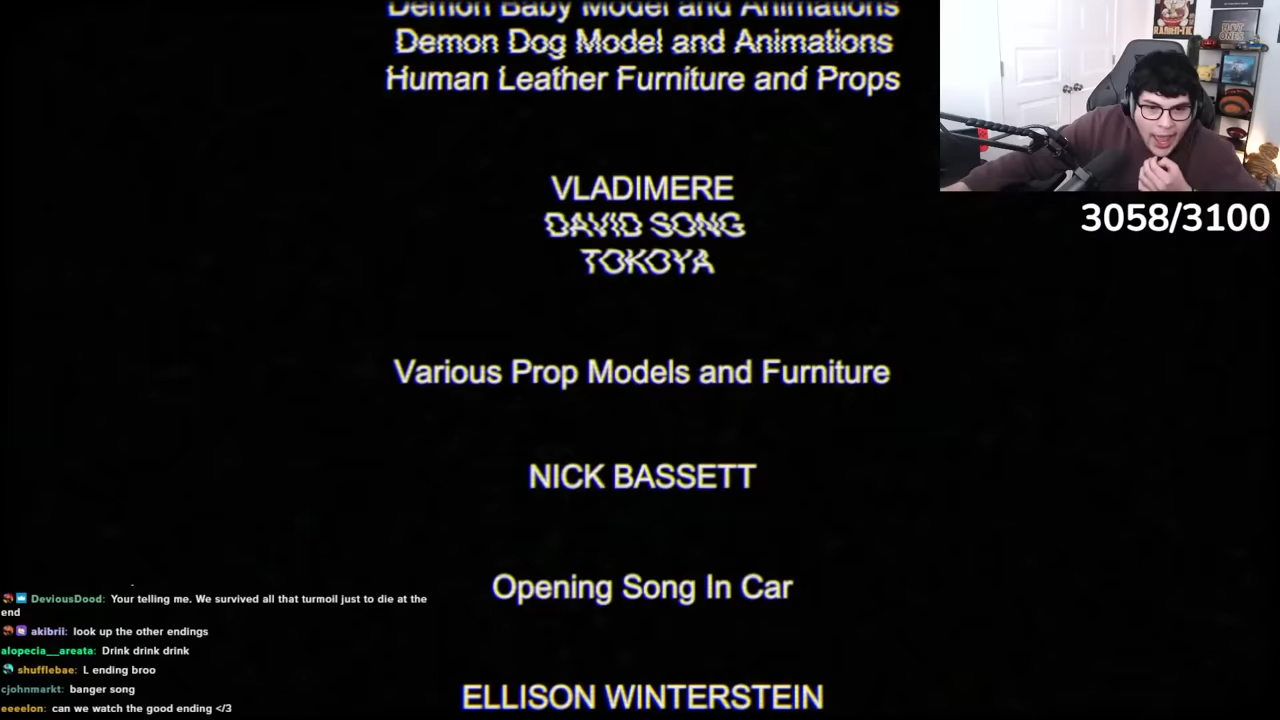 Demon Baby Model and Animations
Demon Dog Model and Animations
Human Leather Furniture and Props
VLADIMERE
DAVID SONG
TOKOYA
Various Prop Models and Furniture
NICK BASSETT
Opening Song In Car
ELLISON WINTERSTEIN
3058/3100
DeviousDood: Your telling me. We survived all that turmoil just to die at the
end
akibrii: look up the other endings
alopecia__areata: Drink drink drink
shufflebae: L ending broo
cjohnmarkt: banger song
eeeelon: can we watch the good ending </3